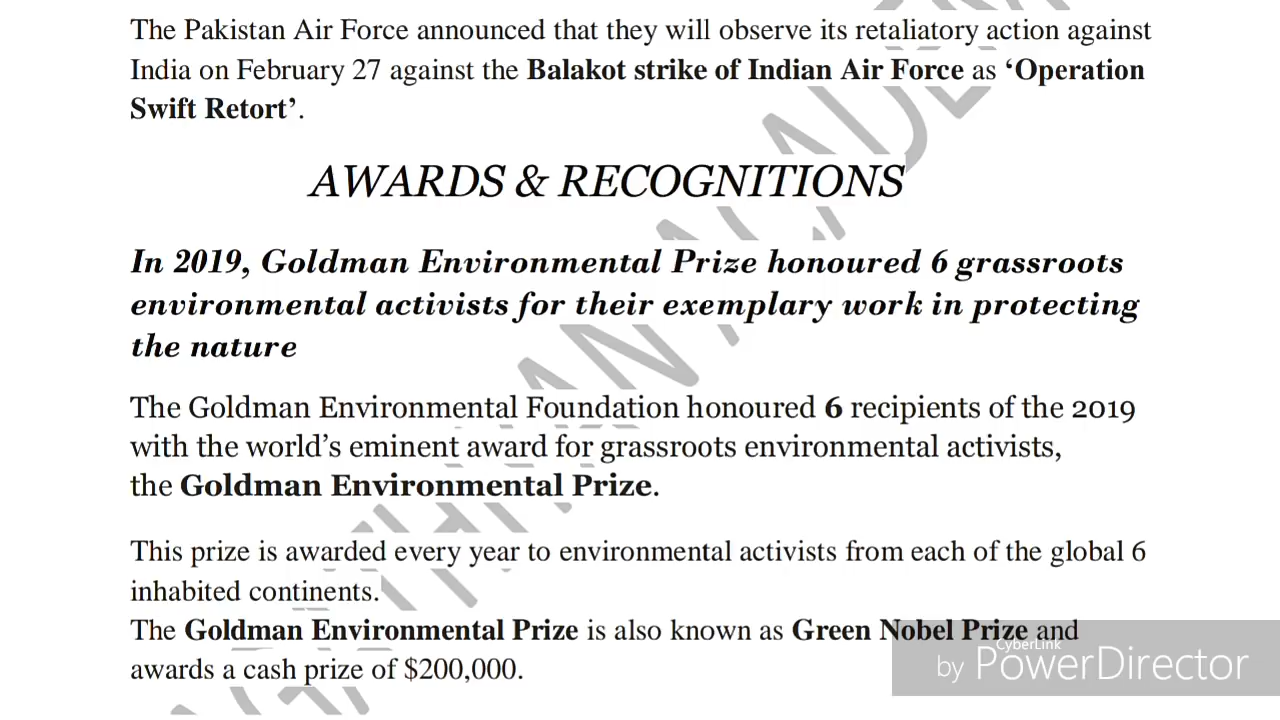 The Pakistan Air Force announced that they will observe its retaliatory action against
India on February 27 against the Balakot strike of Indian Air Force as ‘Operation
Swift Retort’.
AWARDS & RECOGNITIONS
In 2019, Goldman Environmental Prize honoured 6 grassroots
environmental activists for their exemplary work in protecting
the nature
The Goldman Environmental Foundation honoured 6 recipients of the 2019
with the world’s eminent award for grassroots environmental activists,
the Goldman Environmental Prize.
This prize is awarded every year to environmental activists from each of the global 6
inhabited continents.
The Goldman Environmental Prize is also known as Green Nobel Prize and
awards a cash prize of $200,000.
CyberLink
by PowerDirector